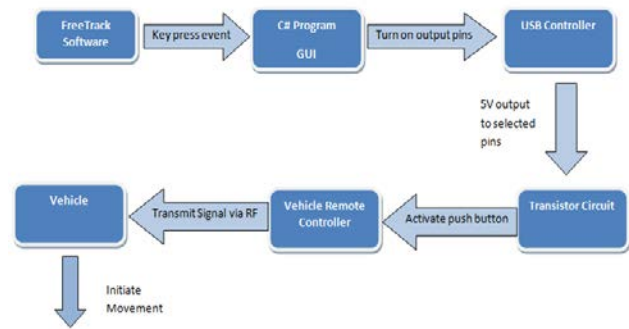 FreeTrack
Software
Key press event
C# Program
GUI
Turn on output pins
USB Controller
5V output
to selected
pins
Vehicle
Transmit Signal via RF
Vehicle Remote
Controller
Activate push button
Transistor Circuit
Initiate
Movement